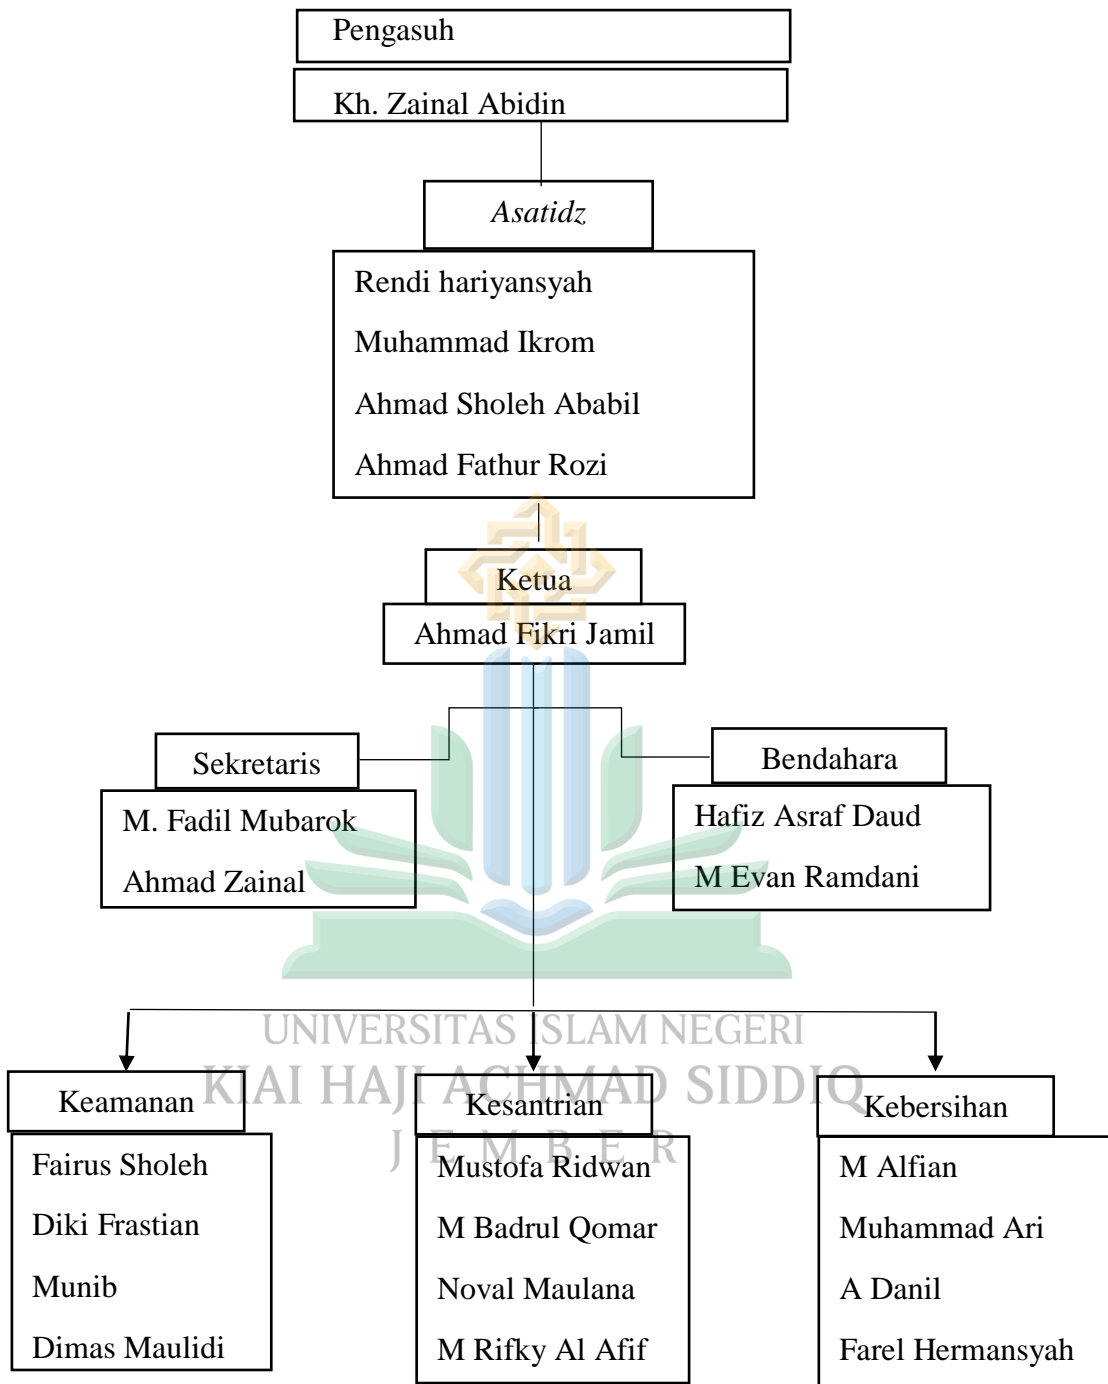 Pengasuh
Kh. Zainal Abidin
Asatidz
Rendi hariyansyah
Muhammad Ikrom
Ahmad Sholeh Ababil
Ahmad Fathur Rozi
Ketua
Ahmad Fikri Jamil
Sekretaris
M. Fadil Mubarok
Ahmad Zainal
Bendahara
Hafiz Asraf Daud
M Evan Ramdani
UNIVERSITAS ISLAM NEGERI
KIAI HAJI ACHMAD SIDDIQ
JEMBER
Keamanan
Fairus Sholeh
Diki Frastian
Munib
Dimas Maulidi
Kesantrian
Mustofa Ridwan
M Badrul Qomar
Noval Maulana
M Rifky Al Afif
Kebersihan
M Alfian
Muhammad Ari
A Danil
Farel Hermansyah